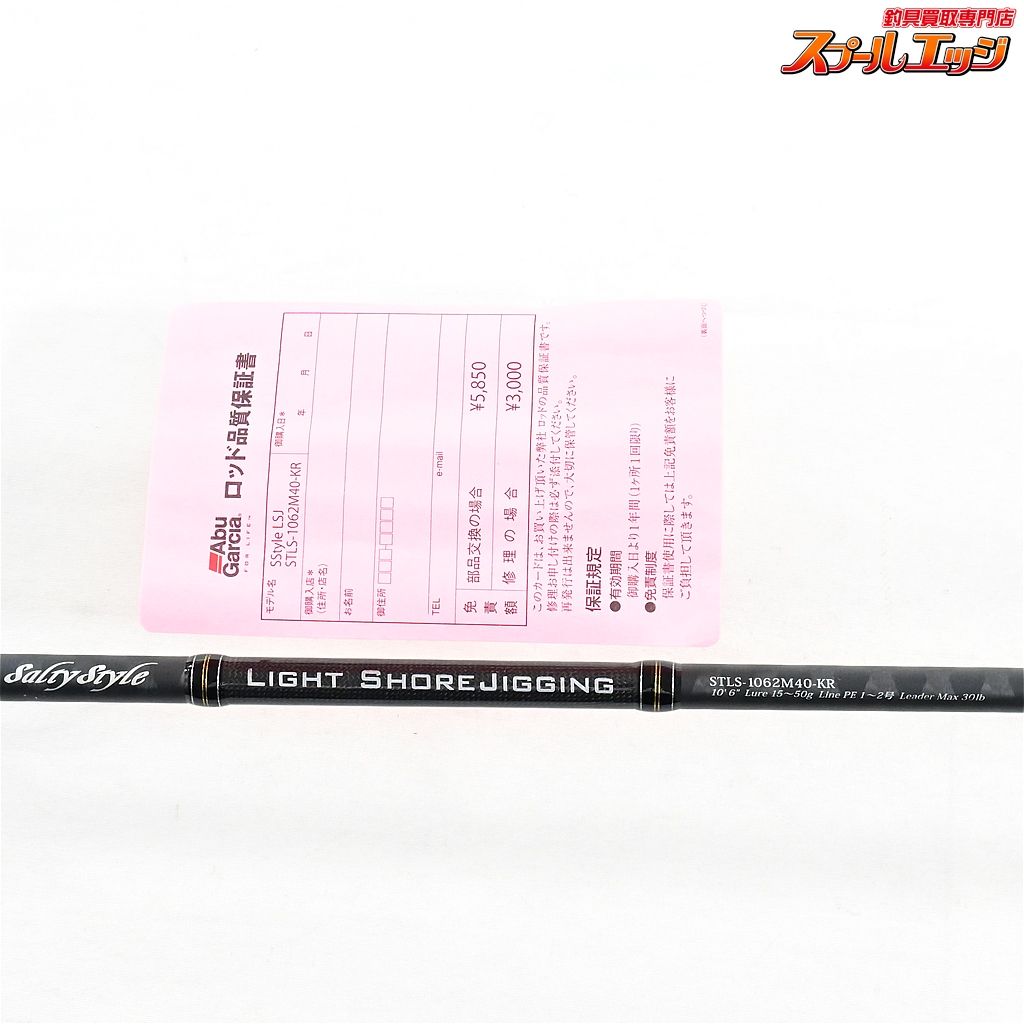 釣具買取専門店
スプールエッジ
Abu
Garcia®
FOR LIFE™
ロッド品質保証書
モデル名
SStyle LSJ
STLS-1062M40-KR
御購入日*
年 月 日
御購入店*
(住所・店名)
お名前
御住所
TEL
e-mail
免責額
部品交換の場合 ¥5,850
修理の場合 ¥3,000
このカードは、お買い上げ頂いた弊社ロッドの品質保証書です。
修理お申し付けの際は必ず添付してください。
再発行は出来ませんので、大切に保管してください。
保証規定
●有効期間
御購入日より1年間(1ヶ所1回限り)
●免責制度
保証書使用に際しては上記免責額をお客様に
ご負担して頂きます。
(裏面へつづく)
SaltyStyle
LIGHT SHOREJIGGING
STLS-1062M40-KR
10' 6" Lure 15~50g Line PE 1~2号 Leader Max 30lb